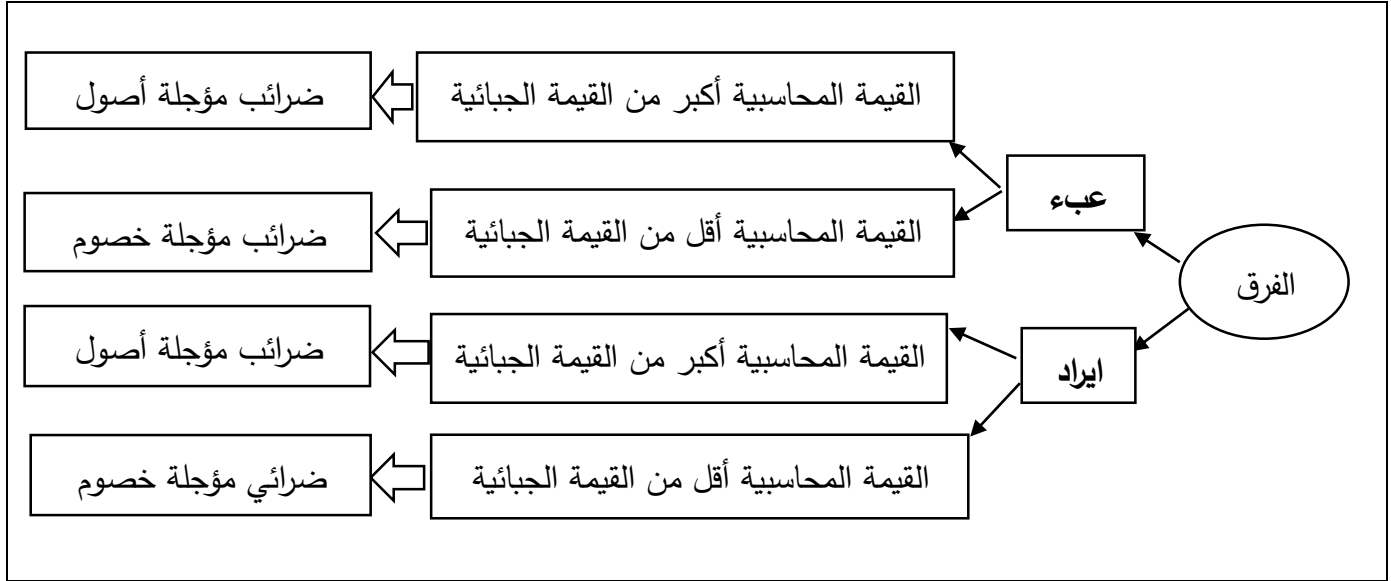 الفرق
عبء
القيمة المحاسبية أكبر من القيمة الجبائية
ضرائب مؤجلة أصول
القيمة المحاسبية أقل من القيمة الجبائية
ضرائب مؤجلة خصوم
ايراد
القيمة المحاسبية أكبر من القيمة الجبائية
ضرائب مؤجلة أصول
القيمة المحاسبية أقل من القيمة الجبائية
ضرائي مؤجلة خصوم